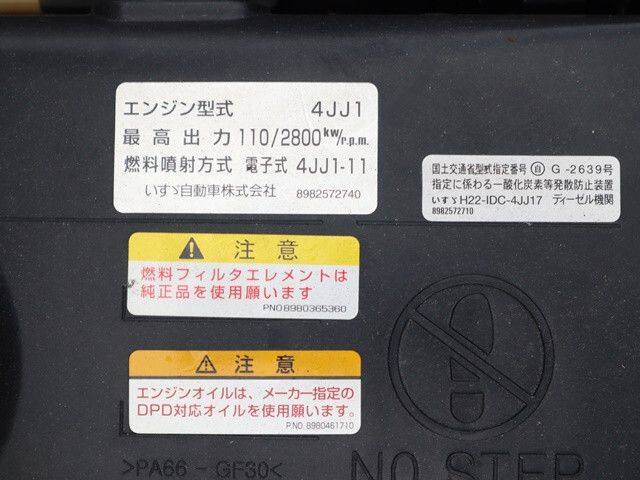 エンジン型式 4JJ1
最高出力 110/2800 kW/r.p.m.
燃料噴射方式 電子式 4JJ1-11
いすゞ自動車株式会社 8982572740
国土交通省型式指定番号 自 G-2639号
指定に係わる一酸化炭素等発散防止装置
いすゞH22-IDC-4JJ17 ディーゼル機関
8982572710
注意
燃料フィルタエレメントは
純正品を使用願います
PNO8980365360
注意
エンジンオイルは、メーカー指定の
DPD対応オイルを使用願います。
P.NO. 8980461710
>PA66-GF30<
NO STEP